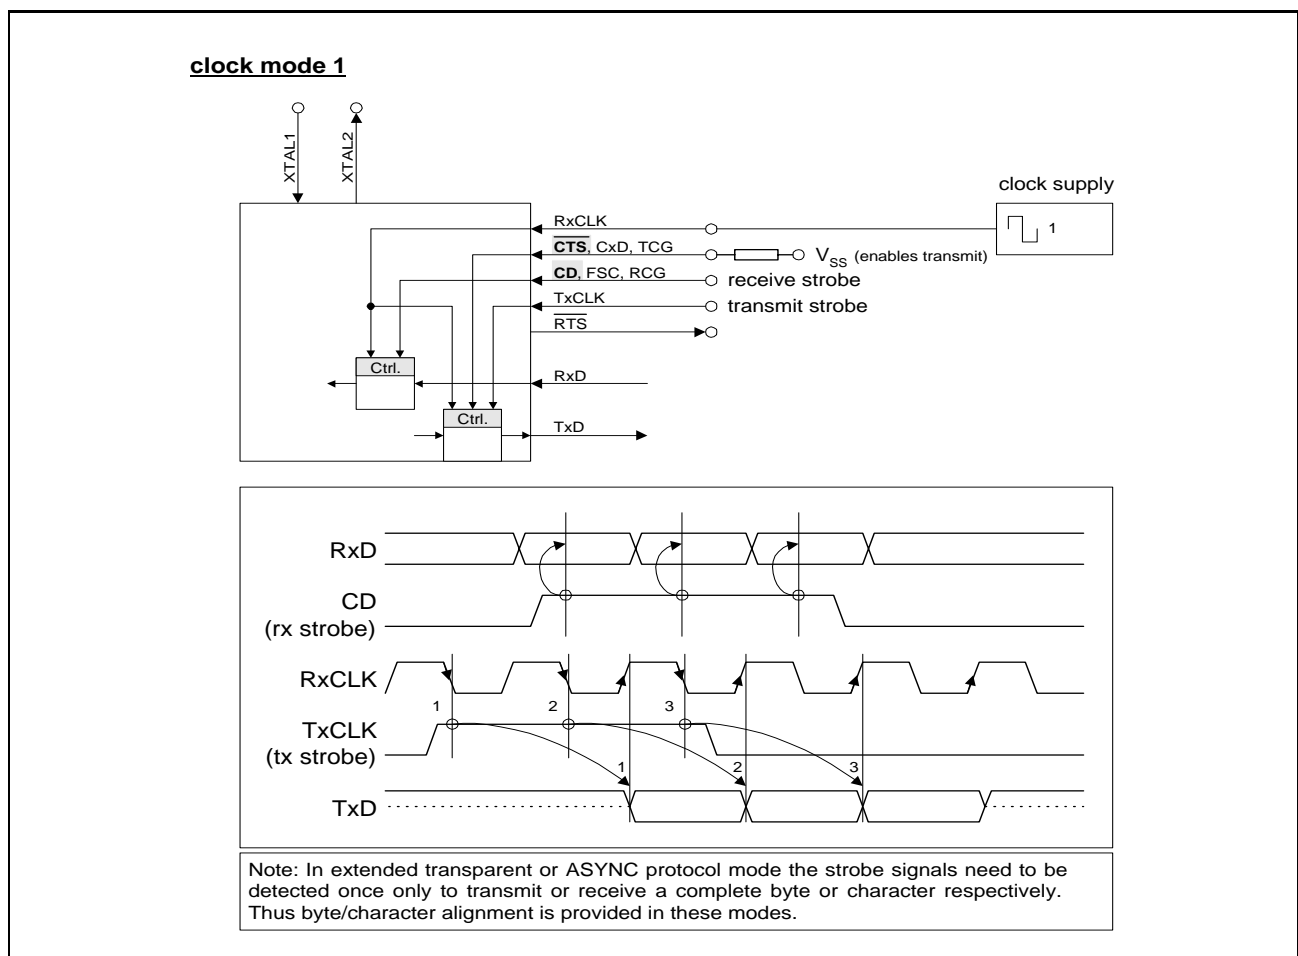 clock mode 1
XTAL1
XTAL2
clock supply
1
RxCLK
CTS, CxD, TCG
VSS (enables transmit)
CD, FSC, RCG
receive strobe
TxCLK
transmit strobe
RTS
Ctrl.
RxD
Ctrl.
TxD
RxD
CD
(rx strobe)
RxCLK
1 2 3
TxCLK
(tx strobe)
1 2 3
TxD
Note: In extended transparent or ASYNC protocol mode the strobe signals need to be
detected once only to transmit or receive a complete byte or character respectively.
Thus byte/character alignment is provided in these modes.